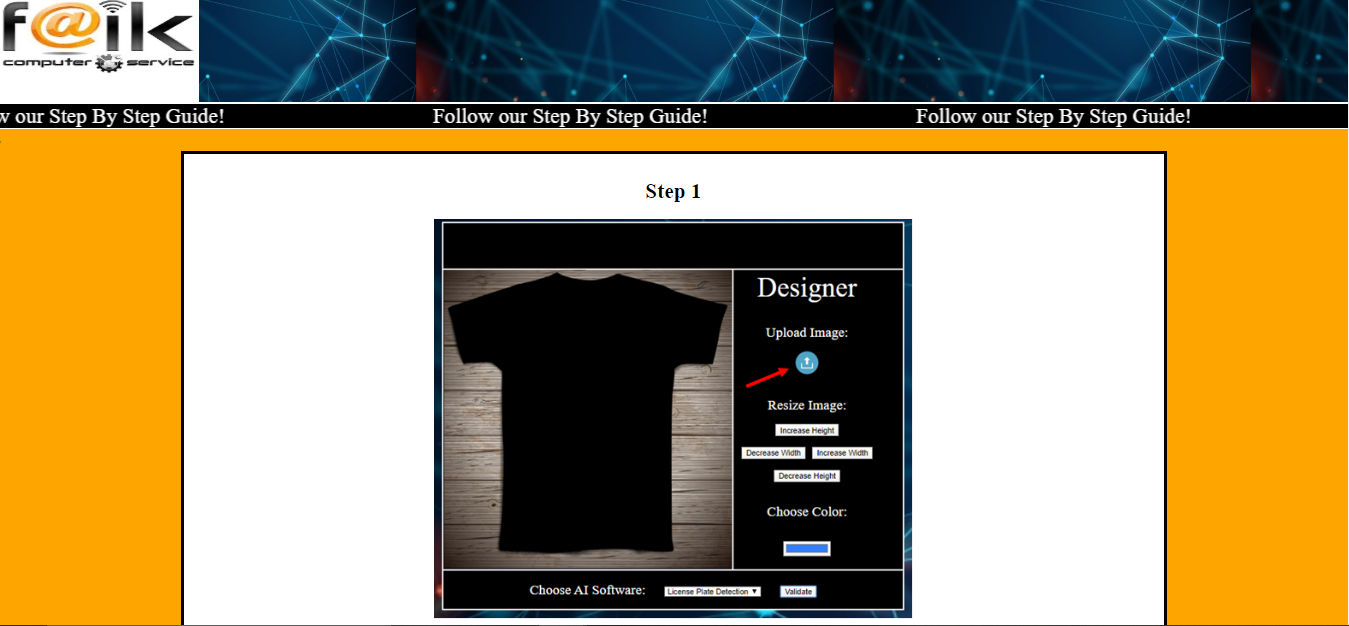 f@ik
computer service
w our Step By Step Guide!
Follow our Step By Step Guide!
Follow our Step By Step Guide!
Step 1
Designer
Upload Image:
Resize Image:
Increase Height
Decrease Width
Increase Width
Decrease Height
Choose Color:
Choose AI Software:
License Plate Detection
Validate